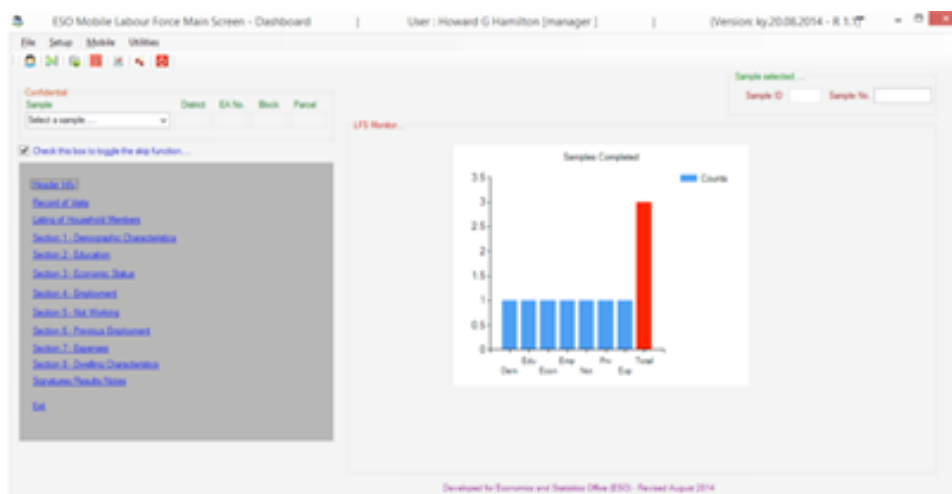 ESO Mobile Labour Force Main Screen - Dashboard | User : Howard G Hamilton [manager ] | (Version: ky.20.08.2014 - R 1.1)
File Setup Mobile Utilities
Sample selected ...
Sample ID Sample No.
Confidential
Sample District EA No. Block Parcel
Select a sample ...
LFS Monitor...
Check this box to toggle the skip function ...
Header Info
Record of Visits
Listing of Household Members
Section 1 - Demographic Characteristics
Section 2 - Education
Section 3 - Economic Status
Section 4 - Employment
Section 5 - Not Working
Section 6 - Previous Employment
Section 7 - Expenses
Section 8 - Dwelling Characteristics
Signatures/Results/Notes
Exit
Samples Completed
Counts
3.5
3
2.5
2
1.5
1
0.5
0
Edu Emp Prv Total
Dem Econ Not Exp
Developed for Economics and Statistics Office (ESO) - Revised August 2014